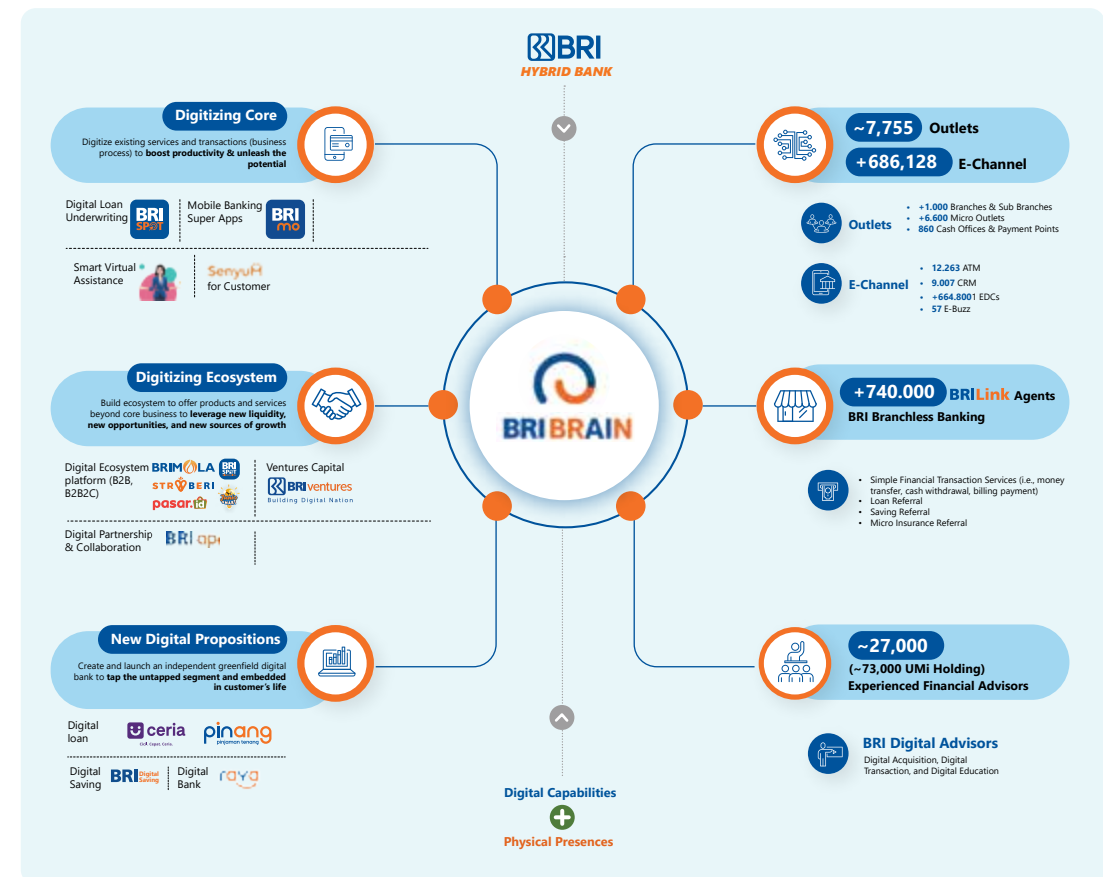 BRI
HYBRID BANK
Digitizing Core
Digitize existing services and transactions (business
process) to boost productivity & unleash the
potential
Digital Loan
Underwriting
BRI
SPOT
Mobile Banking
Super Apps
BRI
mo
Smart Virtual
Assistance
SenyuM
for Customer
Digitizing Ecosystem
Build ecosystem to offer products and services
beyond core business to leverage new liquidity,
new opportunities, and new sources of growth
Digital Ecosystem
platform (B2B,
B2B2C)
BRIMOLA
BRI
SPOT
STROBERI
pasar.id
Ventures Capital
BRI ventures
Building Digital Nation
Digital Partnership
& Collaboration
BRI api
New Digital Propositions
Create and launch an independent greenfield digital
bank to tap the untapped segment and embedded
in customer's life
Digital
loan
ceria
Cicil. Cepat. Ceria.
pinang
pinjaman tenang
Digital
Saving
BRI Digital
Saving
Digital
Bank
raya
BRIBRAIN
Digital Capabilities
Physical Presences
~7,755 Outlets
+686,128 E-Channel
Outlets
• +1.000 Branches & Sub Branches
• +6.600 Micro Outlets
• 860 Cash Offices & Payment Points
E-Channel
• 12.263 ATM
• 9.007 CRM
• +664.8001 EDCs
• 57 E-Buzz
+740.000 BRILink Agents
BRI Branchless Banking
• Simple Financial Transaction Services (i.e., money
transfer, cash withdrawal, billing payment)
• Loan Referral
• Saving Referral
• Micro Insurance Referral
~27,000
(~73,000 UMi Holding)
Experienced Financial Advisors
BRI Digital Advisors
Digital Acquisition, Digital
Transaction, and Digital Education